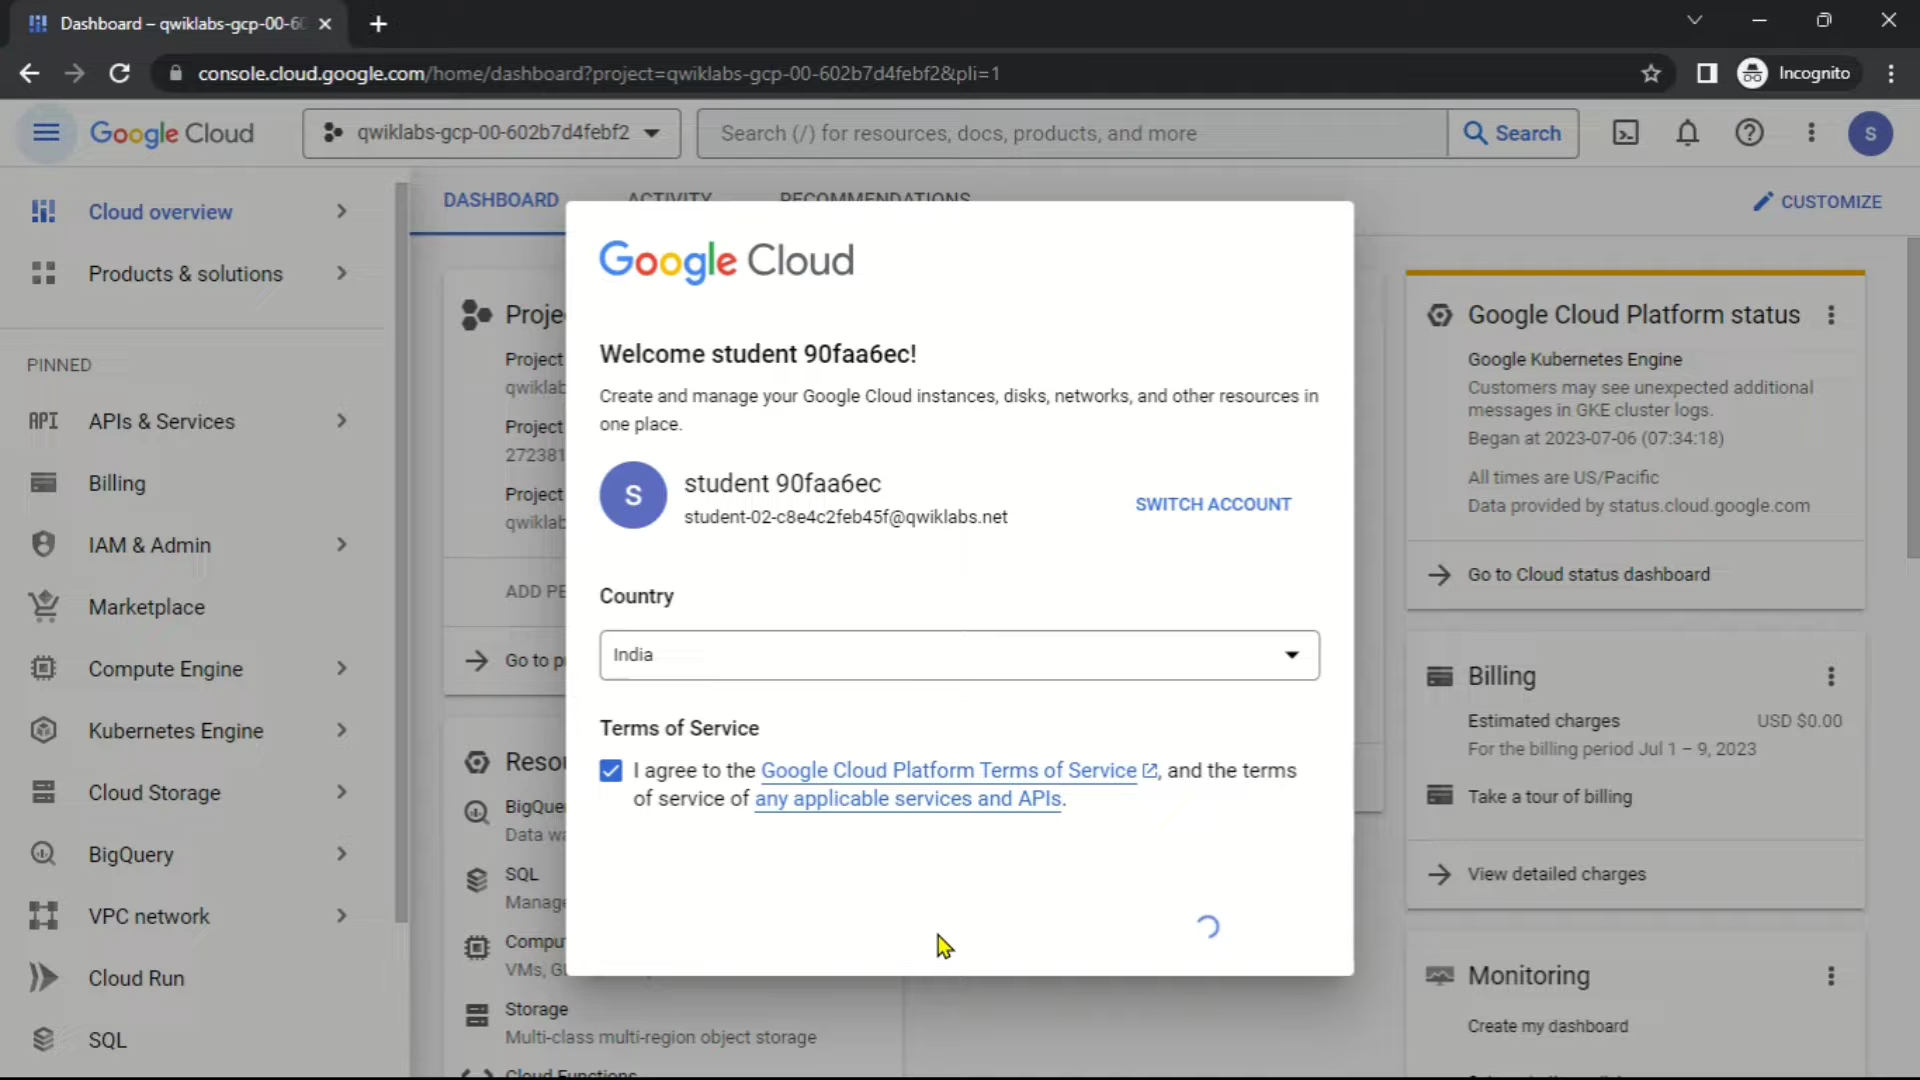 Dashboard – qwiklabs-gcp-00-60
console.cloud.google.com/home/dashboard?project=qwiklabs-gcp-00-602b7d4febf2&pli=1
Incognito
Google Cloud
qwiklabs-gcp-00-602b7d4febf2
Search (/) for resources, docs, products, and more
Search
S
Cloud overview
Products & solutions
PINNED
API
APIs & Services
Billing
IAM & Admin
Marketplace
Compute Engine
Kubernetes Engine
Cloud Storage
BigQuery
VPC network
Cloud Run
SQL
DASHBOARD
ACTIVITY
RECOMMENDATIONS
CUSTOMIZE
Proje
Project
qwiklab
Project
272381
Project
qwiklab
ADD PE
Go to p
Resou
BigQue
Data wa
SQL
Manage
Compu
VMs, G
Storage
Multi-class multi-region object storage
Cloud Functions
Google Cloud
Welcome student 90faa6ec!
Create and manage your Google Cloud instances, disks, networks, and other resources in
one place.
S
student 90faa6ec
student-02-c8e4c2feb45f@qwiklabs.net
SWITCH ACCOUNT
Country
India
Terms of Service
I agree to the Google Cloud Platform Terms of Service, and the terms
of service of any applicable services and APIs.
Google Cloud Platform status
Google Kubernetes Engine
Customers may see unexpected additional
messages in GKE cluster logs.
Began at 2023-07-06 (07:34:18)
All times are US/Pacific
Data provided by status.cloud.google.com
Go to Cloud status dashboard
Billing
Estimated charges USD $0.00
For the billing period Jul 1 – 9, 2023
Take a tour of billing
View detailed charges
Monitoring
Create my dashboard